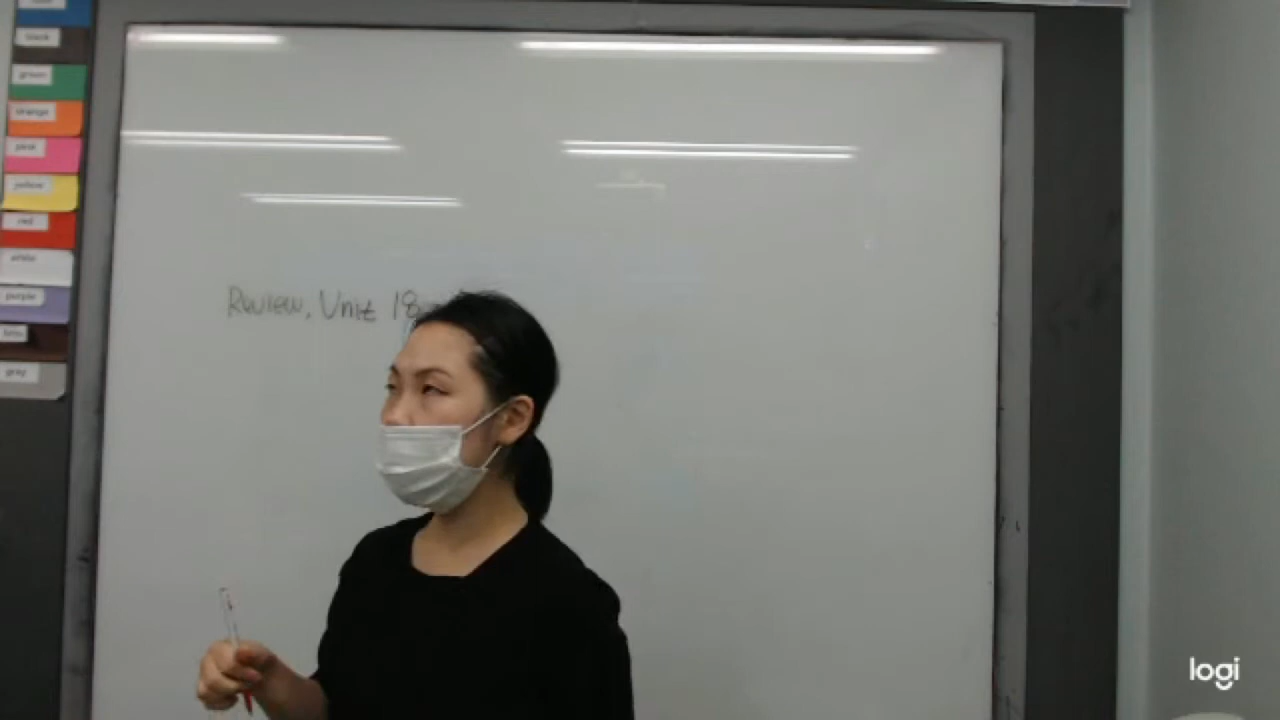 black
green
orange
pink
yellow
red
white
purple
gray
Review, Unit 18
logi